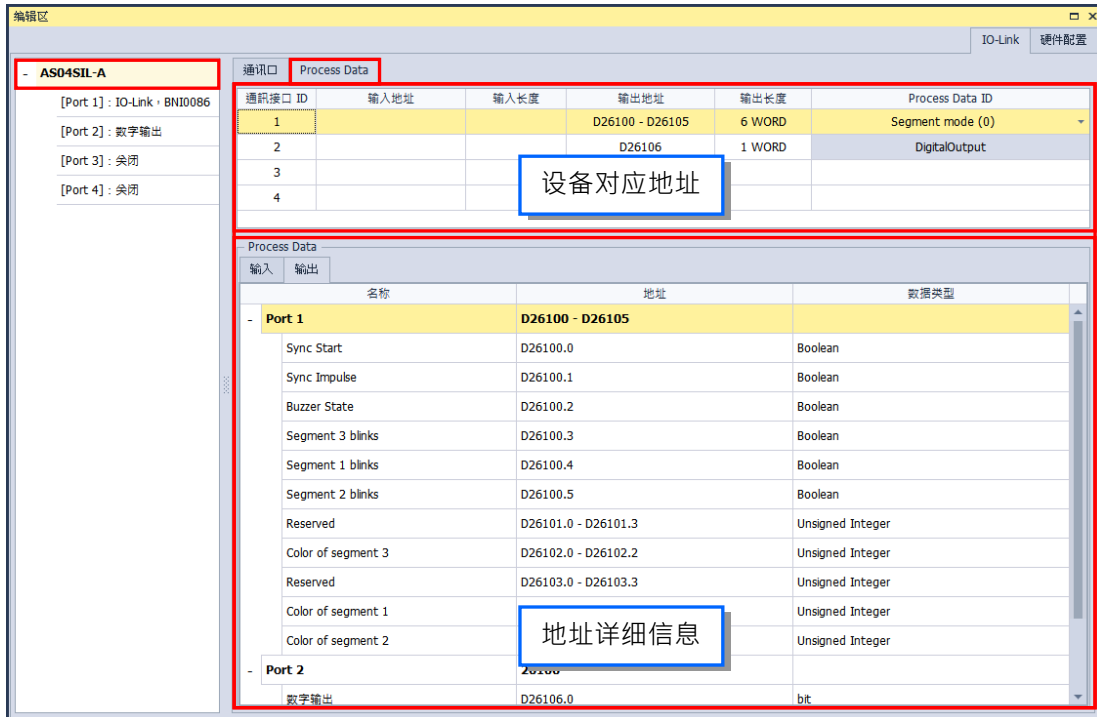 编辑区
IO-Link 硬件配置
- AS04SIL-A
[Port 1] : IO-Link，BNI0086
[Port 2] : 数字输出
[Port 3] : 关闭
[Port 4] : 关闭
通讯口 Process Data
通訊接口 ID 输入地址 输入长度 输出地址 输出长度 Process Data ID
1 D26100 - D26105 6 WORD Segment mode (0)
2 D26106 1 WORD DigitalOutput
3
4
设备对应地址
Process Data
输入 输出
名称 地址 数据类型
- Port 1 D26100 - D26105
Sync Start D26100.0 Boolean
Sync Impulse D26100.1 Boolean
Buzzer State D26100.2 Boolean
Segment 3 blinks D26100.3 Boolean
Segment 1 blinks D26100.4 Boolean
Segment 2 blinks D26100.5 Boolean
Reserved D26101.0 - D26101.3 Unsigned Integer
Color of segment 3 D26102.0 - D26102.2 Unsigned Integer
Reserved D26103.0 - D26103.3 Unsigned Integer
Color of segment 1 Unsigned Integer
Color of segment 2 Unsigned Integer
地址详细信息
- Port 2
数字输出 D26106.0 bit